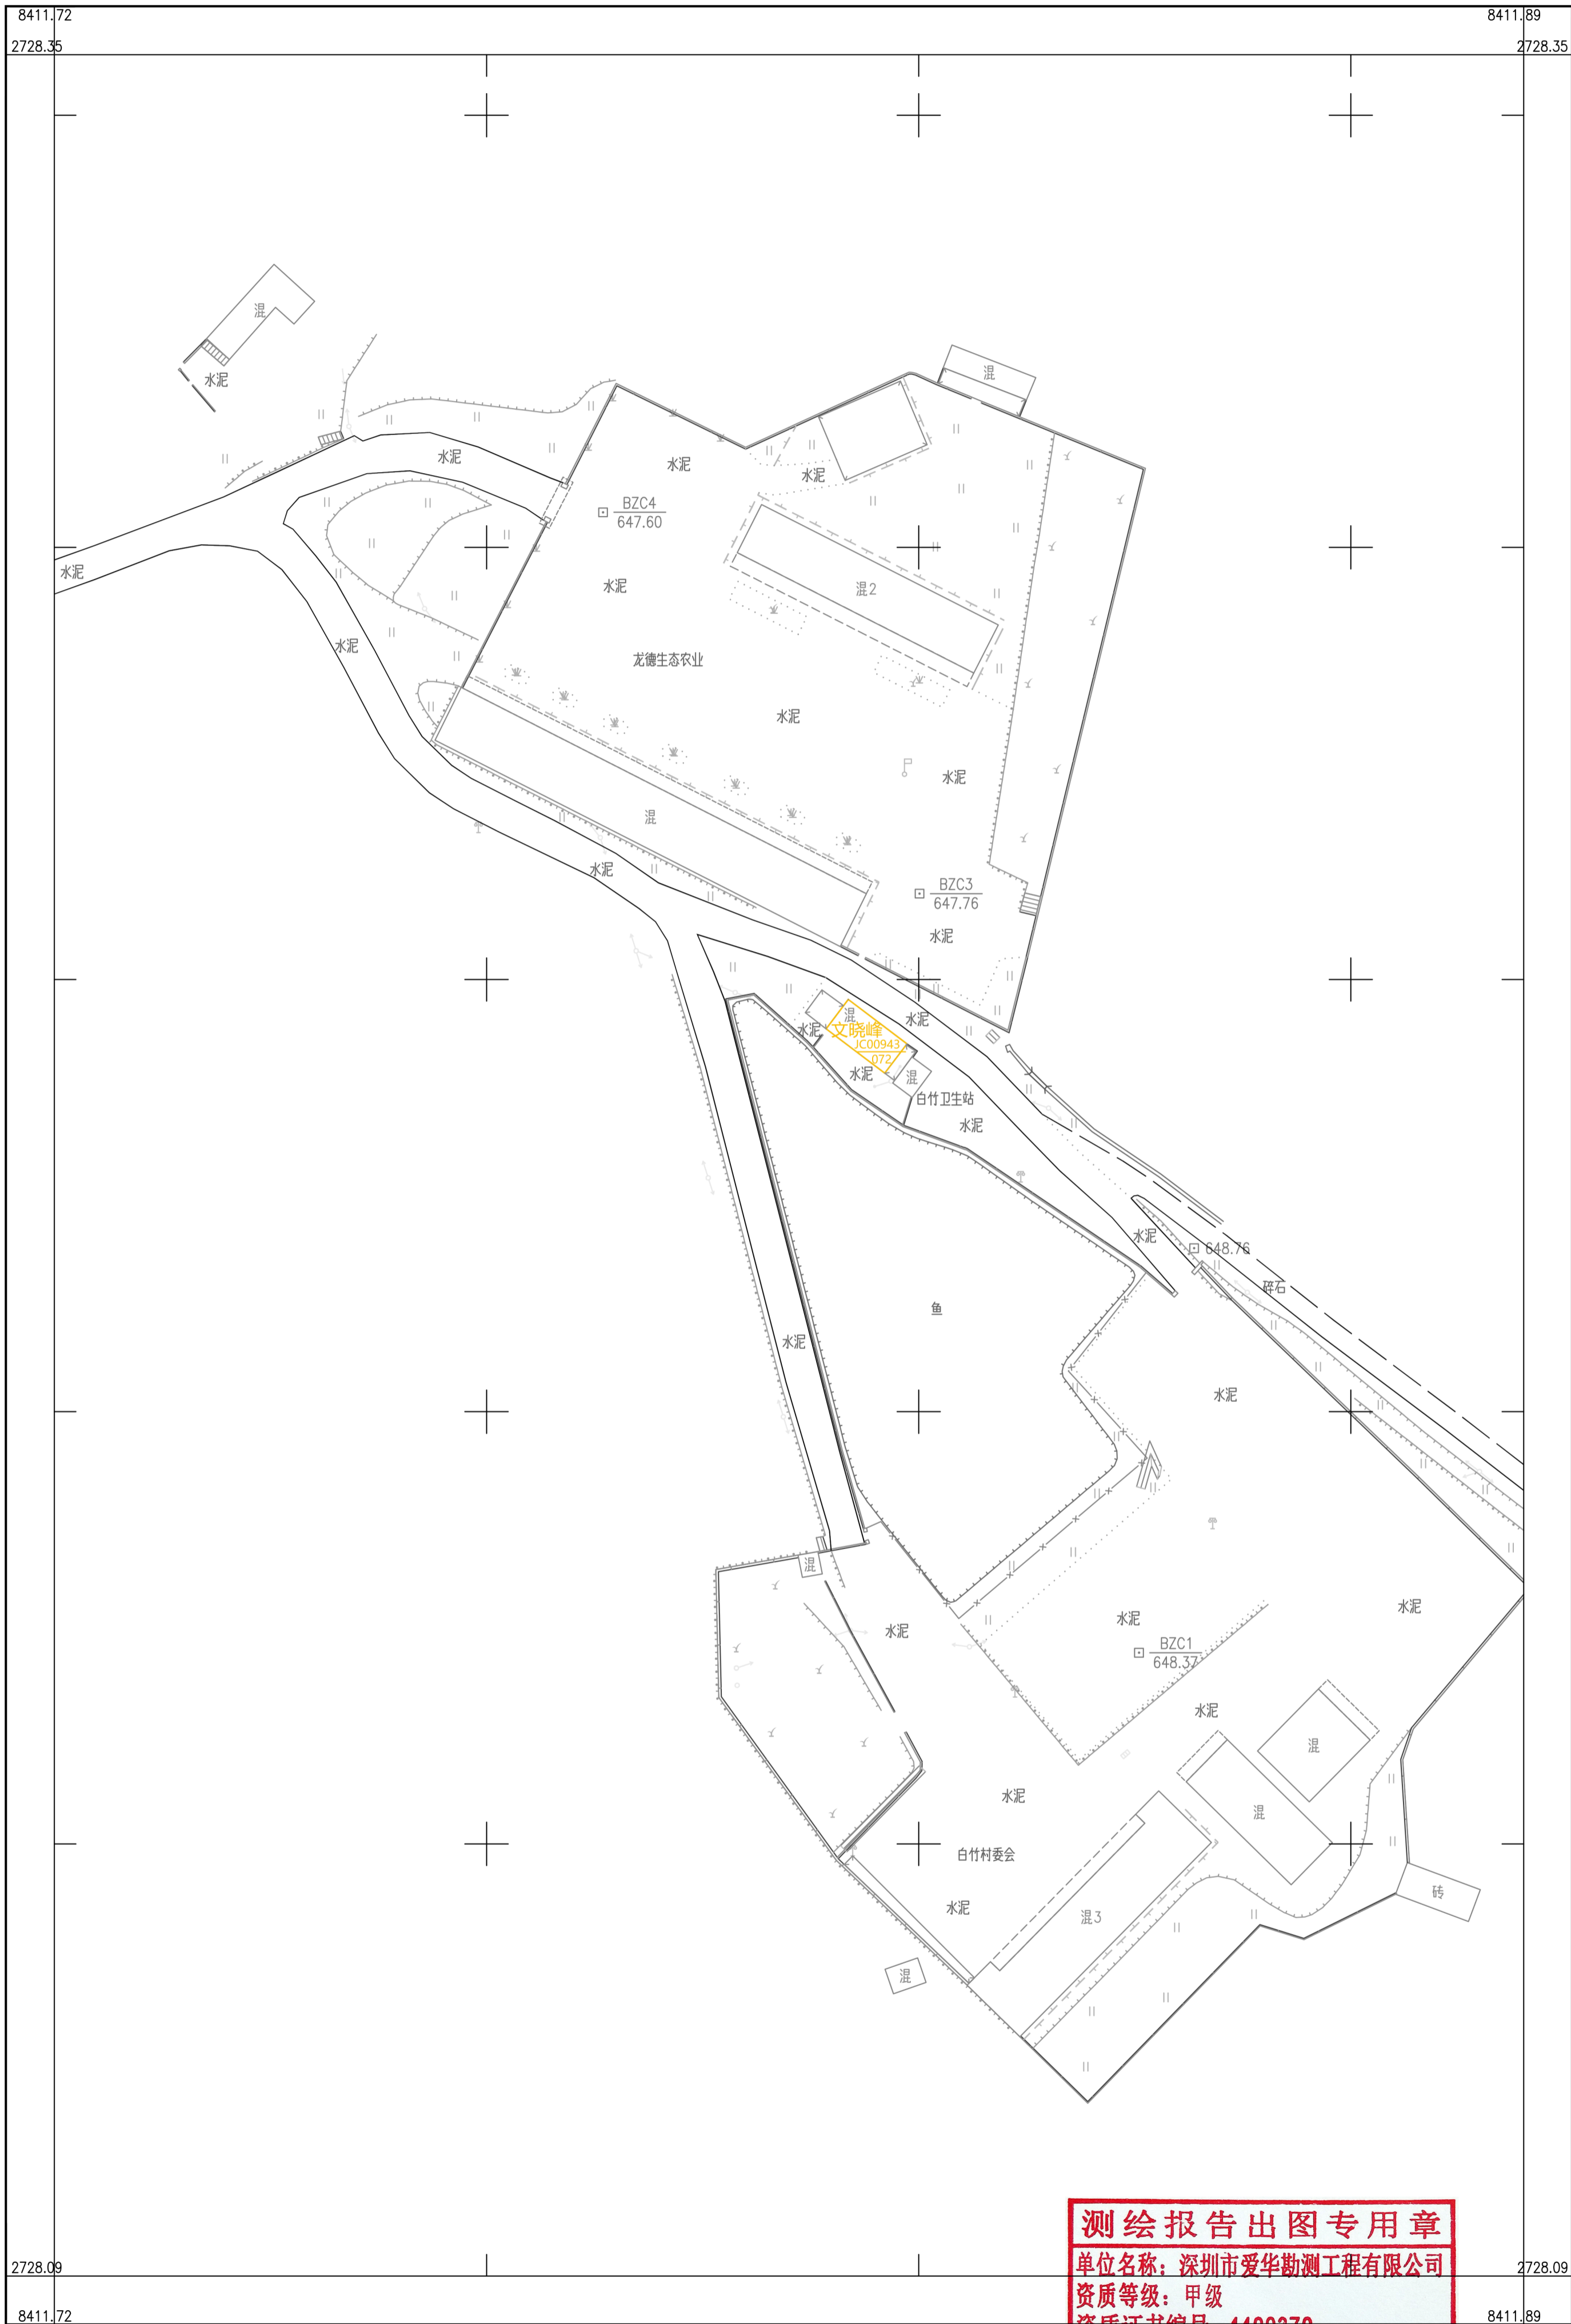 8411.72
8411.89
2728.35
2728.35
混
混
水泥
水泥
水泥
水泥
BZC4
647.60
水泥
水泥
混2
水泥
龙德生态农业
水泥
水泥
混
水泥
BZC3
647.76
水泥
混
水泥
水泥
文晓峰
JC00943
072
水泥
混
白竹卫生站
水泥
水泥
648.76
碎石
鱼
水泥
水泥
混
水泥
水泥
水泥
BZC1
648.37
水泥
混
水泥
混
白竹村委会
砖
水泥
混3
混
测绘报告出图专用章
单位名称：深圳市爱华勘测工程有限公司
资质等级：甲级
2728.09
2728.09
8411.72
8411.89